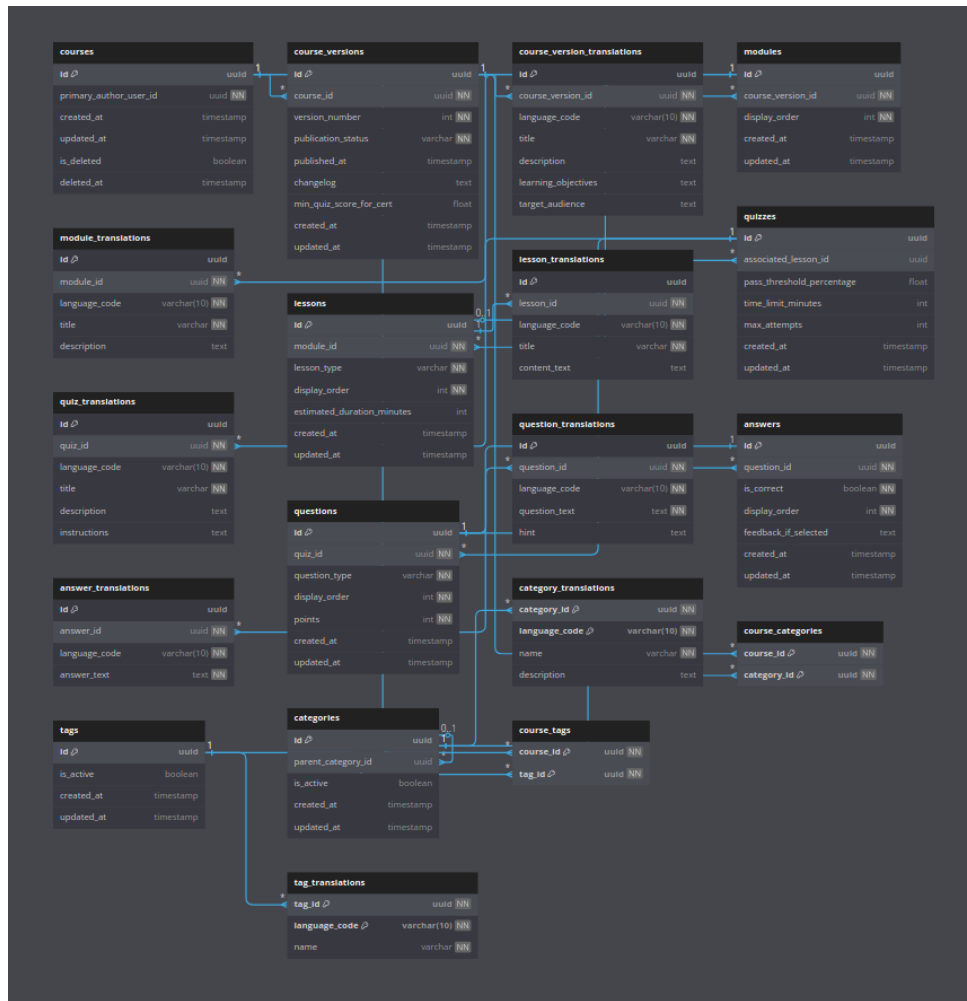 courses
id uuid
primary_author_user_id uuid NN
created_at timestamp
updated_at timestamp
is_deleted boolean
deleted_at timestamp
course_versions
id uuid
course_id uuid NN
version_number int NN
publication_status varchar NN
published_at timestamp
changelog text
min_quiz_score_for_cert float
created_at timestamp
updated_at timestamp
course_version_translations
id uuid
course_version_id uuid NN
language_code varchar(10) NN
title varchar NN
description text
learning_objectives text
target_audience text
modules
id uuid
course_version_id uuid NN
display_order int NN
created_at timestamp
updated_at timestamp
1
*
1
*
1
*
module_translations
id uuid
module_id uuid NN
language_code varchar(10) NN
title varchar NN
description text
*
lessons
id uuid
module_id uuid NN
lesson_type varchar NN
display_order int NN
estimated_duration_minutes int
created_at timestamp
updated_at timestamp
0..1
1
*
lesson_translations
id uuid
lesson_id uuid NN
language_code varchar(10) NN
title varchar NN
content_text text
*
quizzes
id uuid
associated_lesson_id uuid
pass_threshold_percentage float
time_limit_minutes int
max_attempts int
created_at timestamp
updated_at timestamp
1
*
quiz_translations
id uuid
quiz_id uuid NN
language_code varchar(10) NN
title varchar NN
description text
instructions text
*
questions
id uuid
quiz_id uuid NN
question_type varchar NN
display_order int NN
points int NN
created_at timestamp
updated_at timestamp
1
*
question_translations
id uuid
question_id uuid NN
language_code varchar(10) NN
question_text text NN
hint text
*
answers
id uuid
question_id uuid NN
is_correct boolean NN
display_order int NN
feedback_if_selected text
created_at timestamp
updated_at timestamp
1
*
answer_translations
id uuid
answer_id uuid NN
language_code varchar(10) NN
answer_text text NN
*
category_translations
category_id uuid NN
language_code varchar(10) NN
name varchar NN
description text
*
course_categories
course_id uuid NN
category_id uuid NN
*
*
tags
id uuid
is_active boolean
created_at timestamp
updated_at timestamp
1
categories
id uuid
parent_category_id uuid
is_active boolean
created_at timestamp
updated_at timestamp
0..1
1
*
course_tags
course_id uuid NN
tag_id uuid NN
*
*
tag_translations
tag_id uuid NN
language_code varchar(10) NN
name varchar NN
*